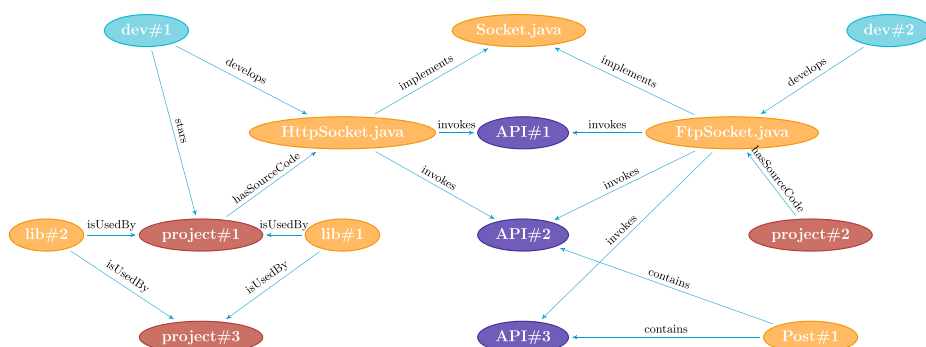 dev#1
Socket.java
dev#2
develops
implements
implements
develops
stars
HttpSocket.java
invokes
API#1
invokes
FtpSocket.java
hasSourceCode
invokes
invokes
hasSourceCode
invokes
lib#2
isUsedBy
project#1
isUsedBy
lib#1
API#2
project#2
isUsedBy
isUsedBy
contains
project#3
API#3
contains
Post#1